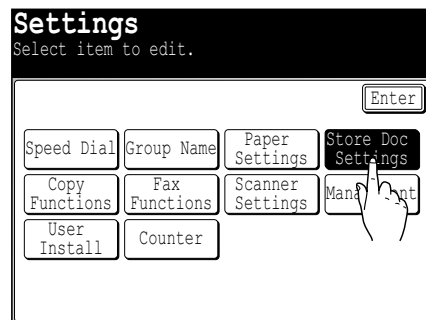 Settings
Select item to edit.
Enter
Speed Dial
Group Name
Paper
Settings
Store Doc
Settings
Copy
Functions
Fax
Functions
Scanner
Settings
User
Install
Counter